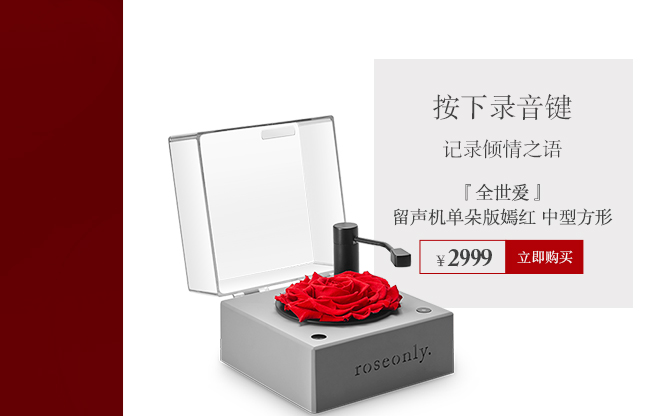 按下录音键
记录倾情之语
『 全世爱 』
留声机单朵版嫣红 中型方形
¥ 2999 立即购买
roseonly.